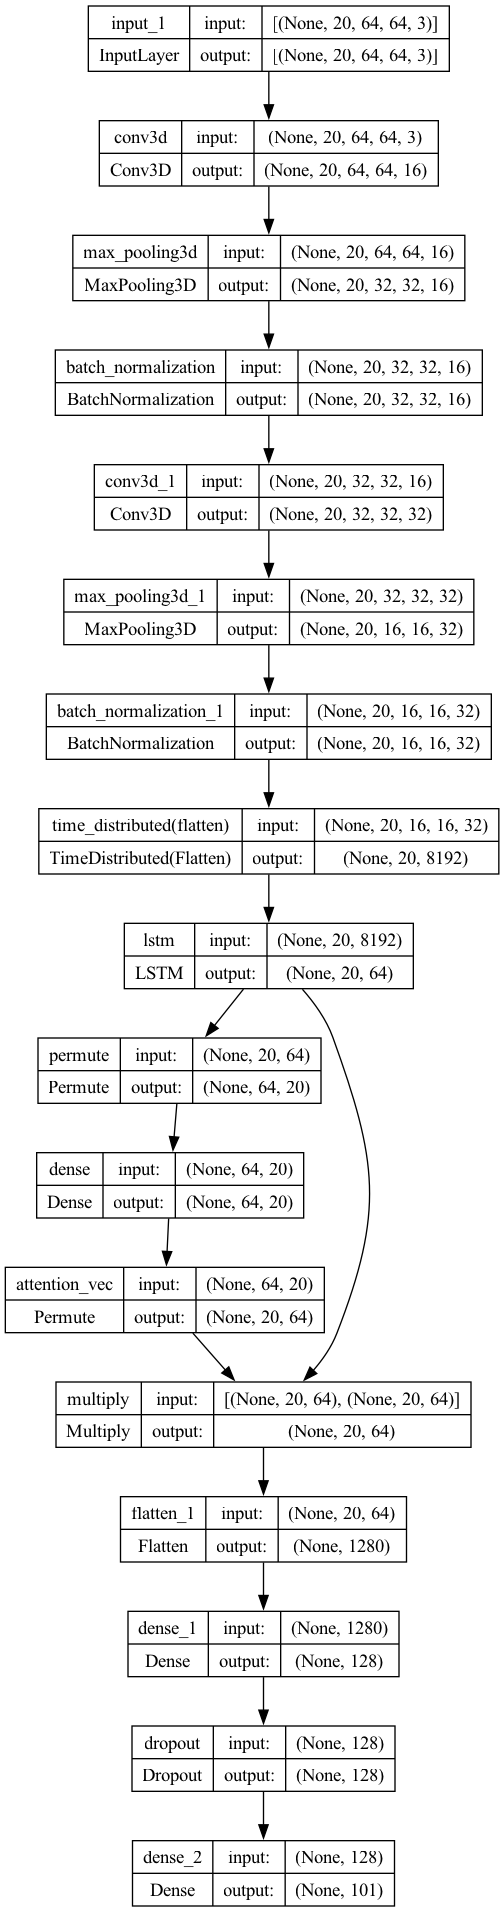 input_1 input: [(None, 20, 64, 64, 3)]
InputLayer output: [(None, 20, 64, 64, 3)]
conv3d input: (None, 20, 64, 64, 3)
Conv3D output: (None, 20, 64, 64, 16)
max_pooling3d input: (None, 20, 64, 64, 16)
MaxPooling3D output: (None, 20, 32, 32, 16)
batch_normalization input: (None, 20, 32, 32, 16)
BatchNormalization output: (None, 20, 32, 32, 16)
conv3d_1 input: (None, 20, 32, 32, 16)
Conv3D output: (None, 20, 32, 32, 32)
max_pooling3d_1 input: (None, 20, 32, 32, 32)
MaxPooling3D output: (None, 20, 16, 16, 32)
batch_normalization_1 input: (None, 20, 16, 16, 32)
BatchNormalization output: (None, 20, 16, 16, 32)
time_distributed(flatten) input: (None, 20, 16, 16, 32)
TimeDistributed(Flatten) output: (None, 20, 8192)
lstm input: (None, 20, 8192)
LSTM output: (None, 20, 64)
permute input: (None, 20, 64)
Permute output: (None, 64, 20)
dense input: (None, 64, 20)
Dense output: (None, 64, 20)
attention_vec input: (None, 64, 20)
Permute output: (None, 20, 64)
multiply input: [(None, 20, 64), (None, 20, 64)]
Multiply output: (None, 20, 64)
flatten_1 input: (None, 20, 64)
Flatten output: (None, 1280)
dense_1 input: (None, 1280)
Dense output: (None, 128)
dropout input: (None, 128)
Dropout output: (None, 128)
dense_2 input: (None, 128)
Dense output: (None, 101)